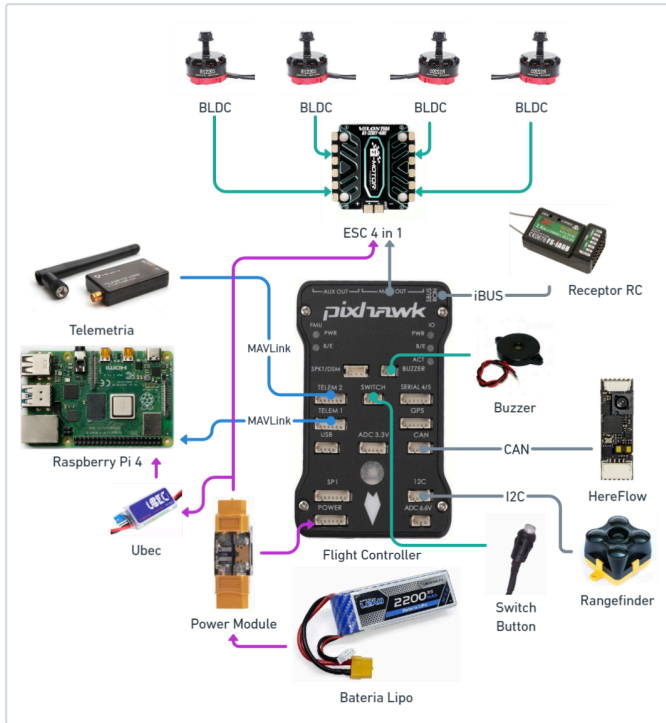 BLDC
BLDC
BLDC
BLDC
ESC 4 in 1
Receptor RC
iBUS
Telemetria
AUX OUT
MAIN OUT
pixhawk
FMU
IO
PWR
PWR
B/E
B/E
ACT
MAVLink
SPKT/DSM
BUZZER
TELEM 2
SWITCH
SERIAL 4/5
Buzzer
MAVLink
TELEM 1
GPS
USB
ADC 3.3V
CAN
CAN
HereFlow
HDMI
Raspberry Pi 4
SPI
I2C
I2C
POWER
ADC 6.6V
UBEC
Ubec
Flight Controller
Rangefinder
Switch
Button
Power Module
2200
Bateria Lipo